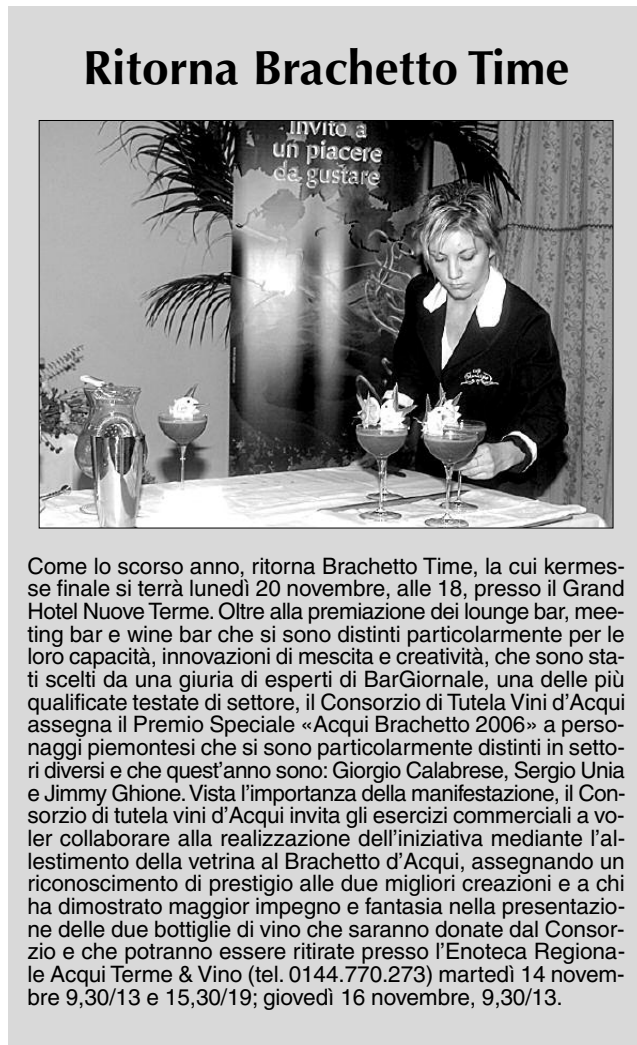 Ritorna Brachetto Time
invito a
un piacere
da gustare
Come lo scorso anno, ritorna Brachetto Time, la cui kermes-
se finale si terrà lunedì 20 novembre, alle 18, presso il Grand
Hotel Nuove Terme. Oltre alla premiazione dei lounge bar, mee-
ting bar e wine bar che si sono distinti particolarmente per le
loro capacità, innovazioni di mescita e creatività, che sono sta-
ti scelti da una giuria di esperti di BarGiornale, una delle più
qualificate testate di settore, il Consorzio di Tutela Vini d'Acqui
assegna il Premio Speciale «Acqui Brachetto 2006» a perso-
naggi piemontesi che si sono particolarmente distinti in setto-
ri diversi e che quest'anno sono: Giorgio Calabrese, Sergio Unia
e Jimmy Ghione. Vista l'importanza della manifestazione, il Con-
sorzio di tutela vini d'Acqui invita gli esercizi commerciali a vo-
ler collaborare alla realizzazione dell'iniziativa mediante l'al-
lestimento della vetrina al Brachetto d'Acqui, assegnando un
riconoscimento di prestigio alle due migliori creazioni e a chi
ha dimostrato maggior impegno e fantasia nella presentazio-
ne delle due bottiglie di vino che saranno donate dal Consor-
zio e che potranno essere ritirate presso l'Enoteca Regiona-
le Acqui Terme & Vino (tel. 0144.770.273) martedì 14 novem-
bre 9,30/13 e 15,30/19; giovedì 16 novembre, 9,30/13.